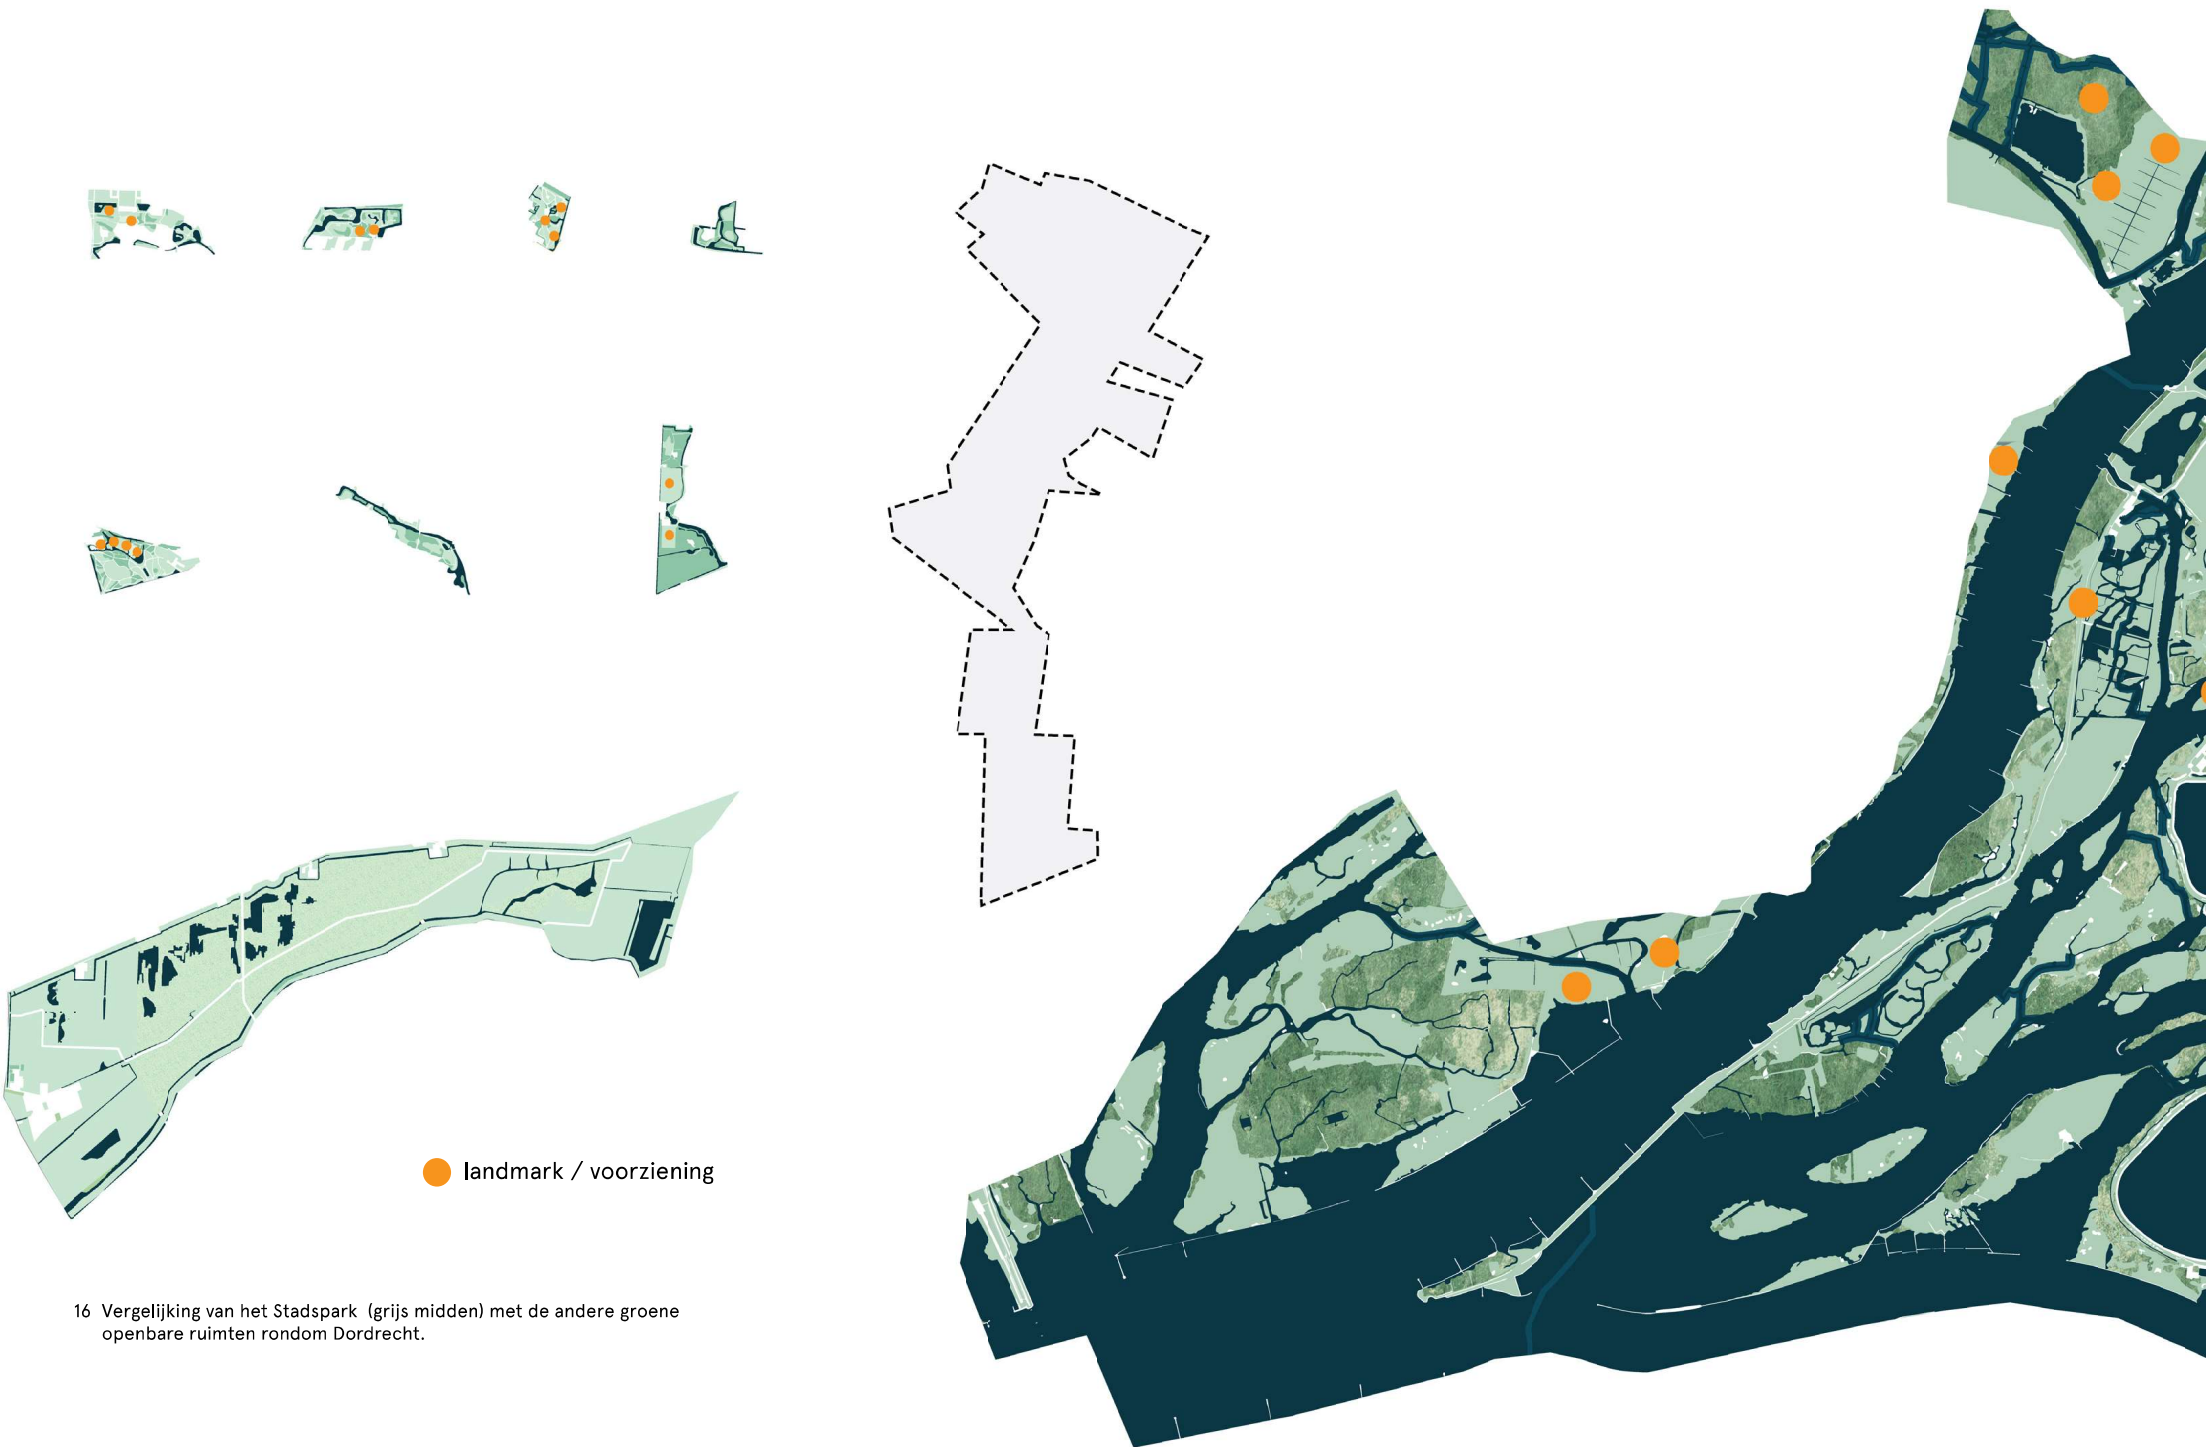 landmark / voorziening
16 Vergelijking van het Stadspark (grijs midden) met de andere groene
openbare ruimten rondom Dordrecht.